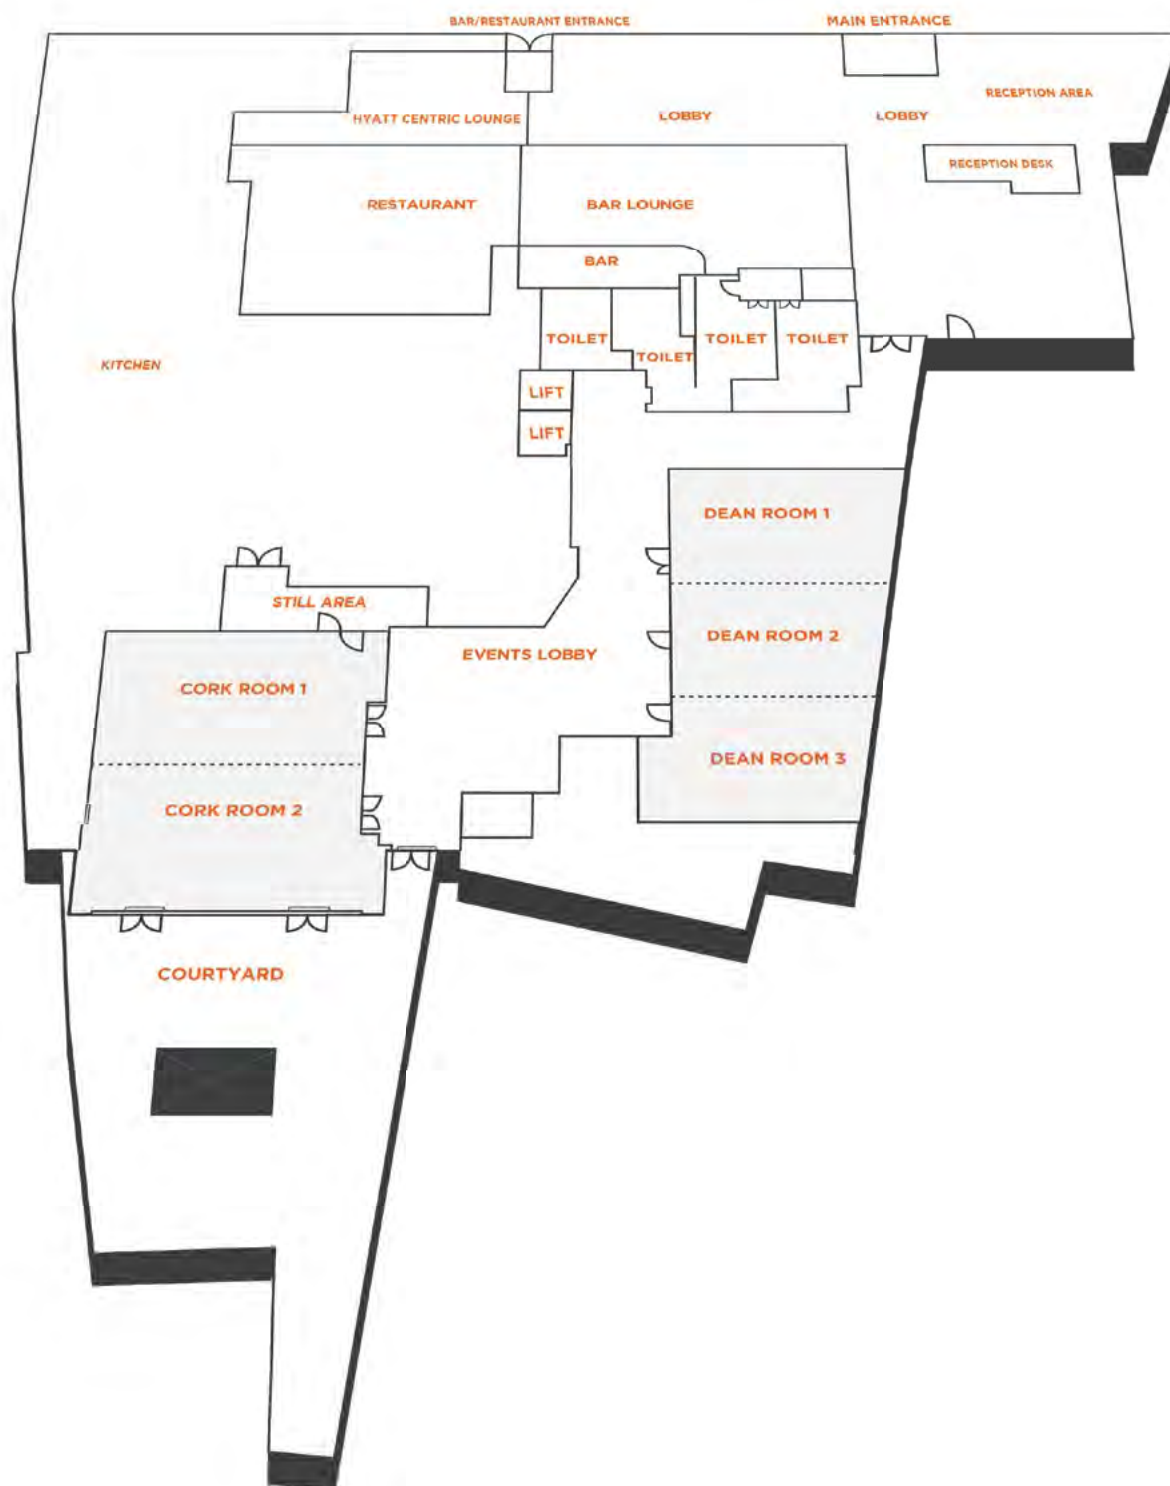 BAR/RESTAURANT ENTRANCE
MAIN ENTRANCE
RECEPTION AREA
HYATT CENTRIC LOUNGE
LOBBY
LOBBY
RECEPTION DESK
RESTAURANT
BAR LOUNGE
BAR
TOILET
TOILET
TOILET
TOILET
KITCHEN
LIFT
LIFT
DEAN ROOM 1
STILL AREA
DEAN ROOM 2
EVENTS LOBBY
CORK ROOM 1
DEAN ROOM 3
CORK ROOM 2
COURTYARD